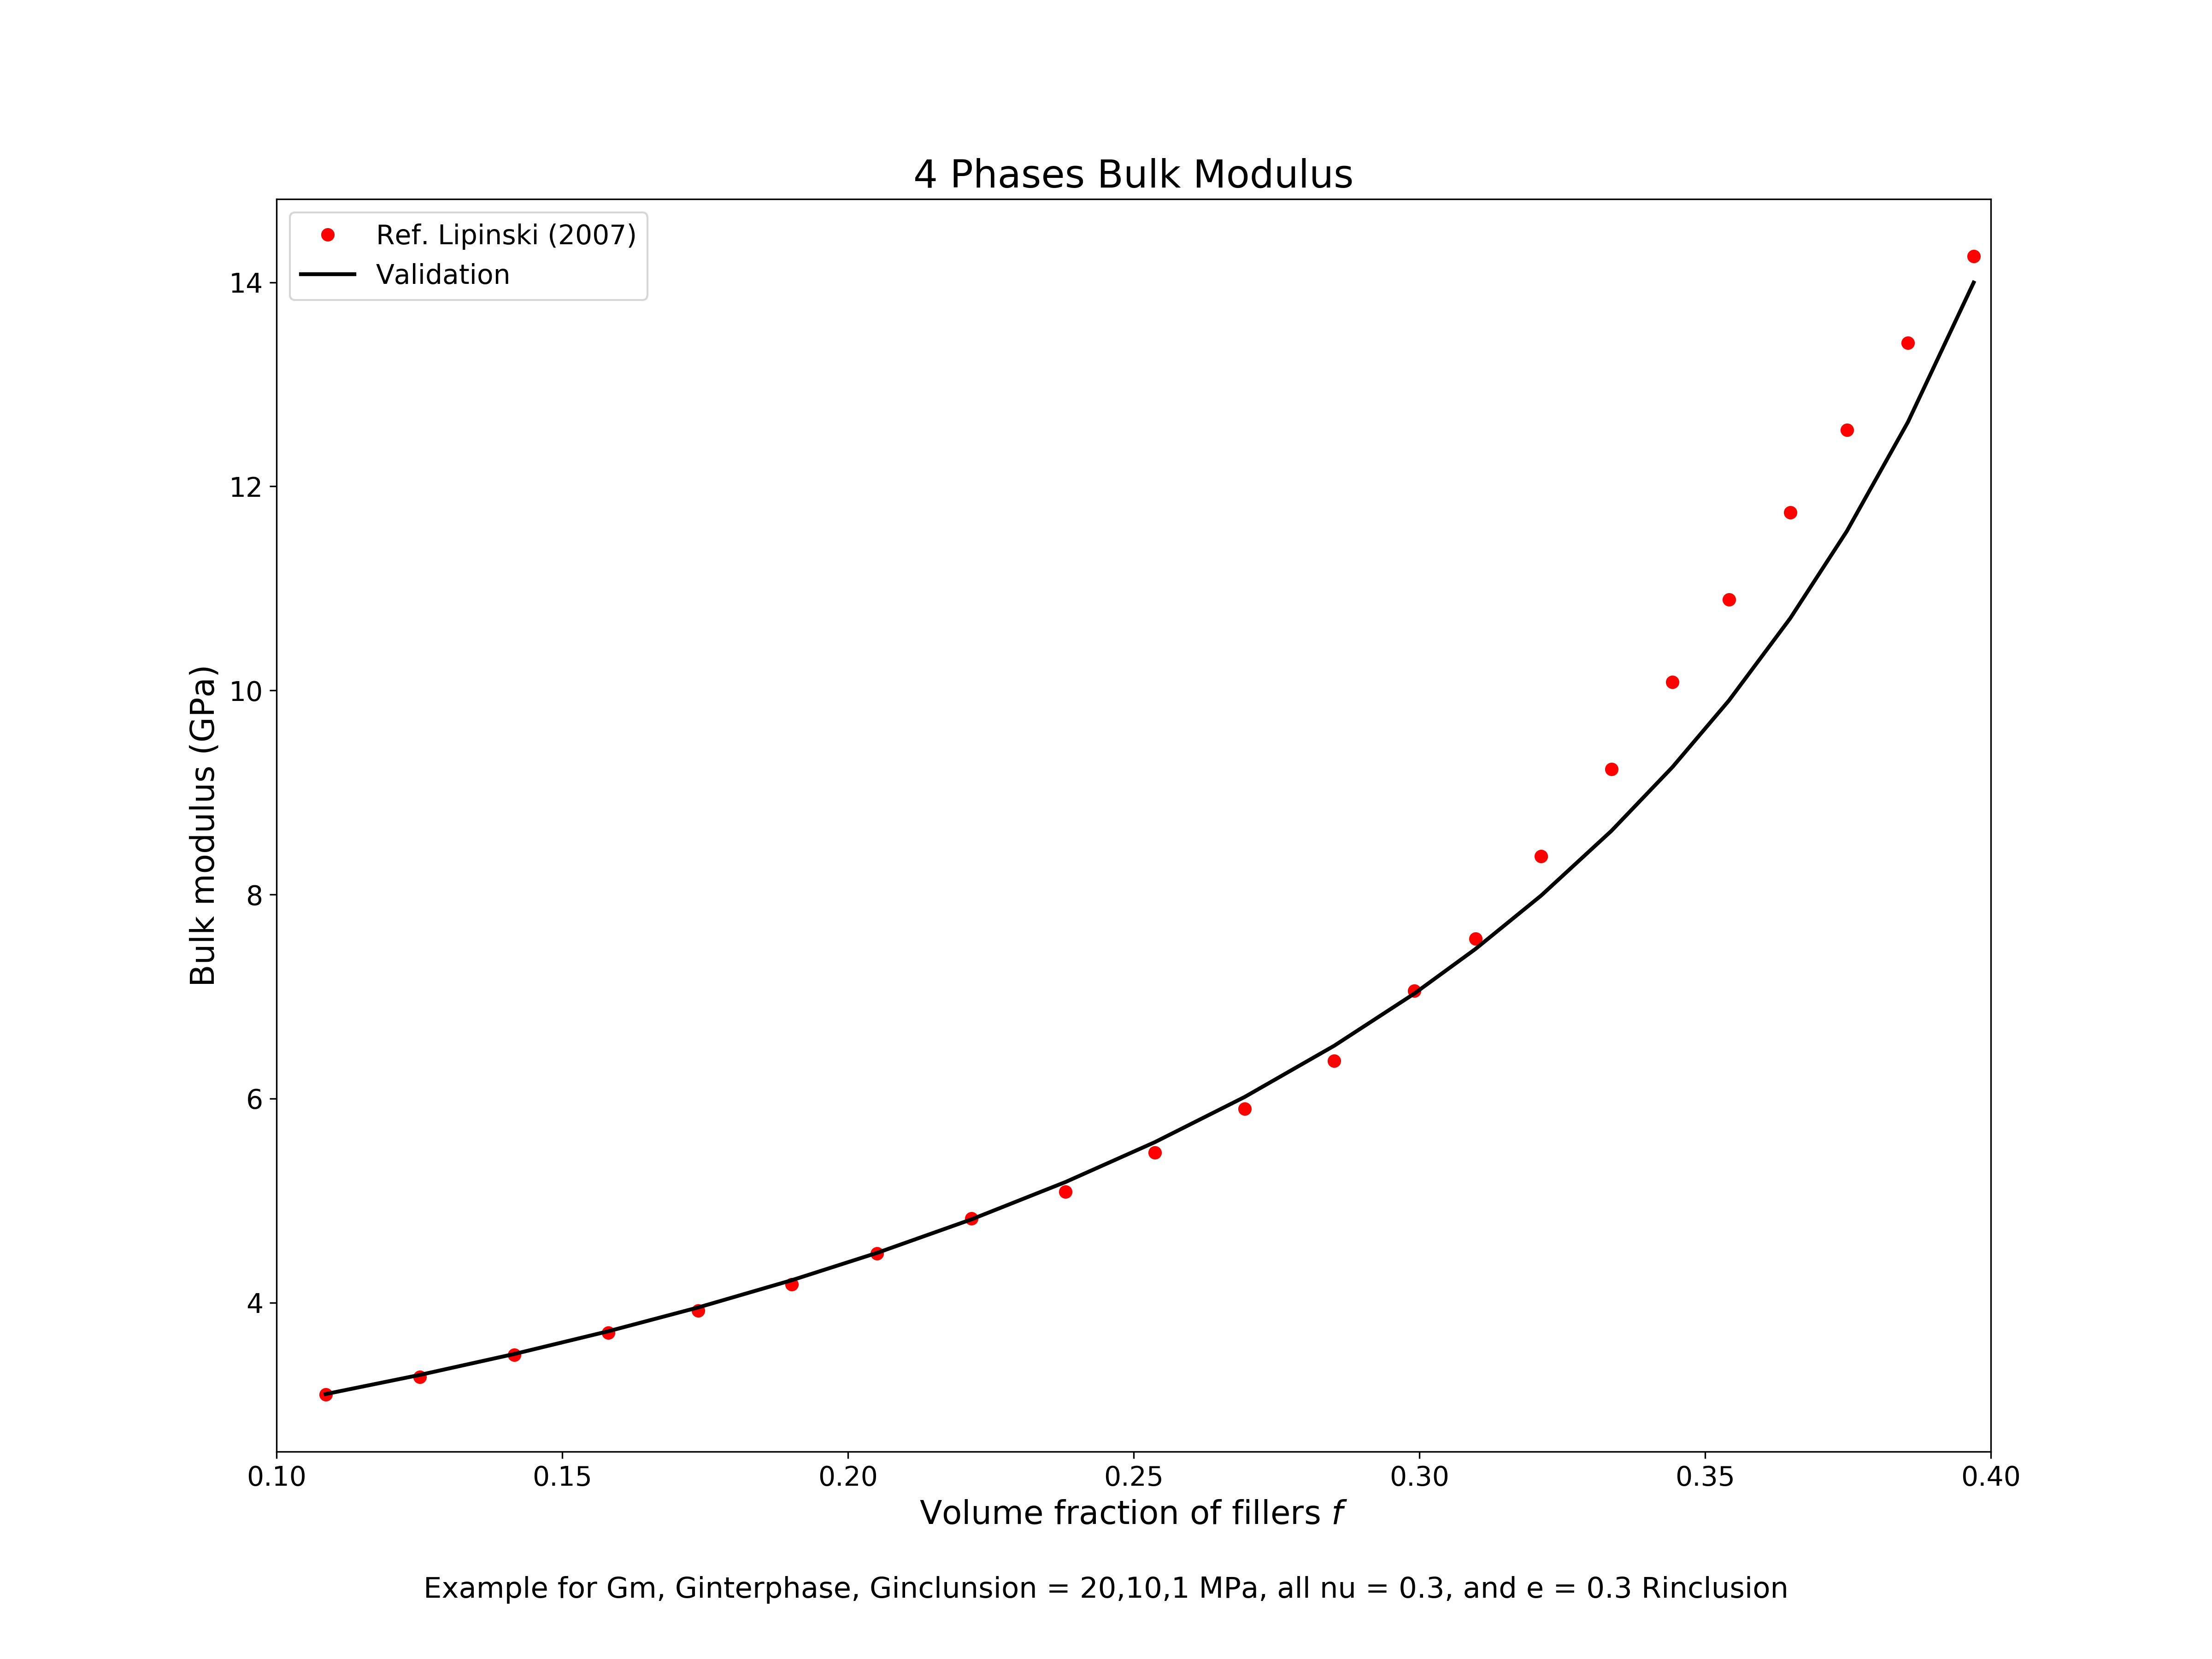 4 Phases Bulk Modulus
Ref. Lipinski (2007)
Validation
14
12
10
8
6
4
Bulk modulus (GPa)
0.10 0.15 0.20 0.25 0.30 0.35 0.40
Volume fraction of fillers f
Example for Gm, Ginterphase, Ginclunsion = 20,10,1 MPa, all nu = 0.3, and e = 0.3 Rinclusion